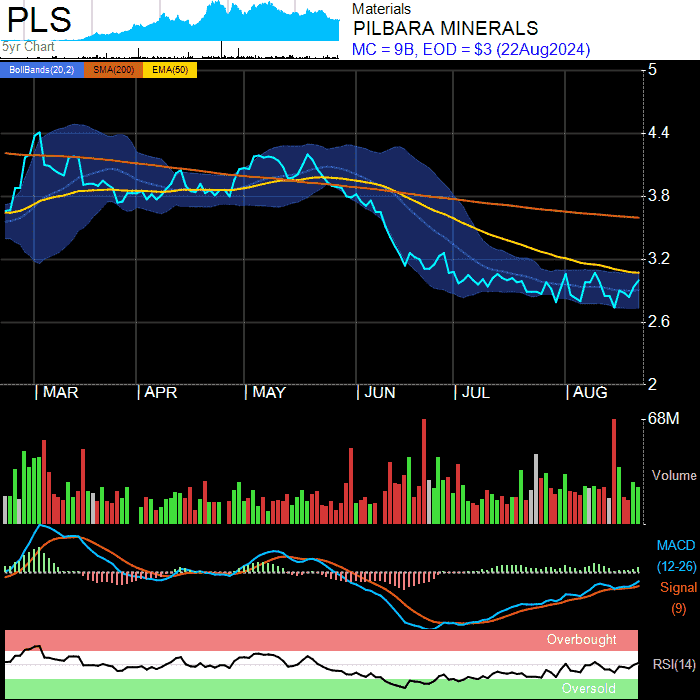 PLS
5yr Chart
Materials
PILBARA MINERALS
MC = 9B, EOD = $3 (22Aug2024)
BollBands(20,2) SMA(200) EMA(50)
5
4.4
3.8
3.2
2.6
2
MAR APR MAY JUN JUL AUG
68M
Volume
MACD
(12-26)
Signal
(9)
Overbought
RSI(14)
Oversold